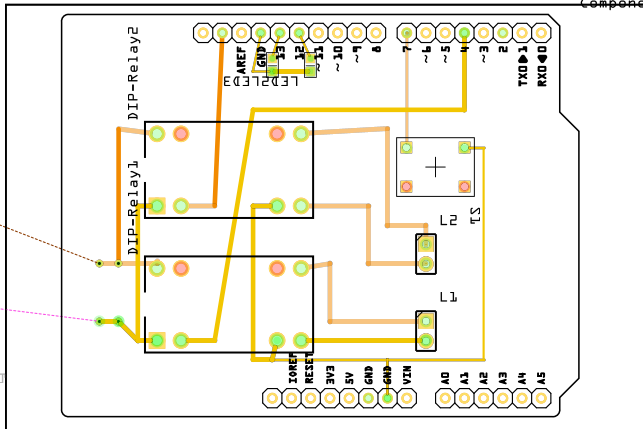 Compone
DIP-Relay2
AREF
GND
13
12
~11
~10
~9
8
7
~6
~5
4
~3
2
TX0▶1
RX0◀0
LED2LED3
DIP-Relay1
S1
L2
L1
IOREF
RESET
3V3
5V
GND
GND
VIN
A0
A1
A2
A3
A4
A5